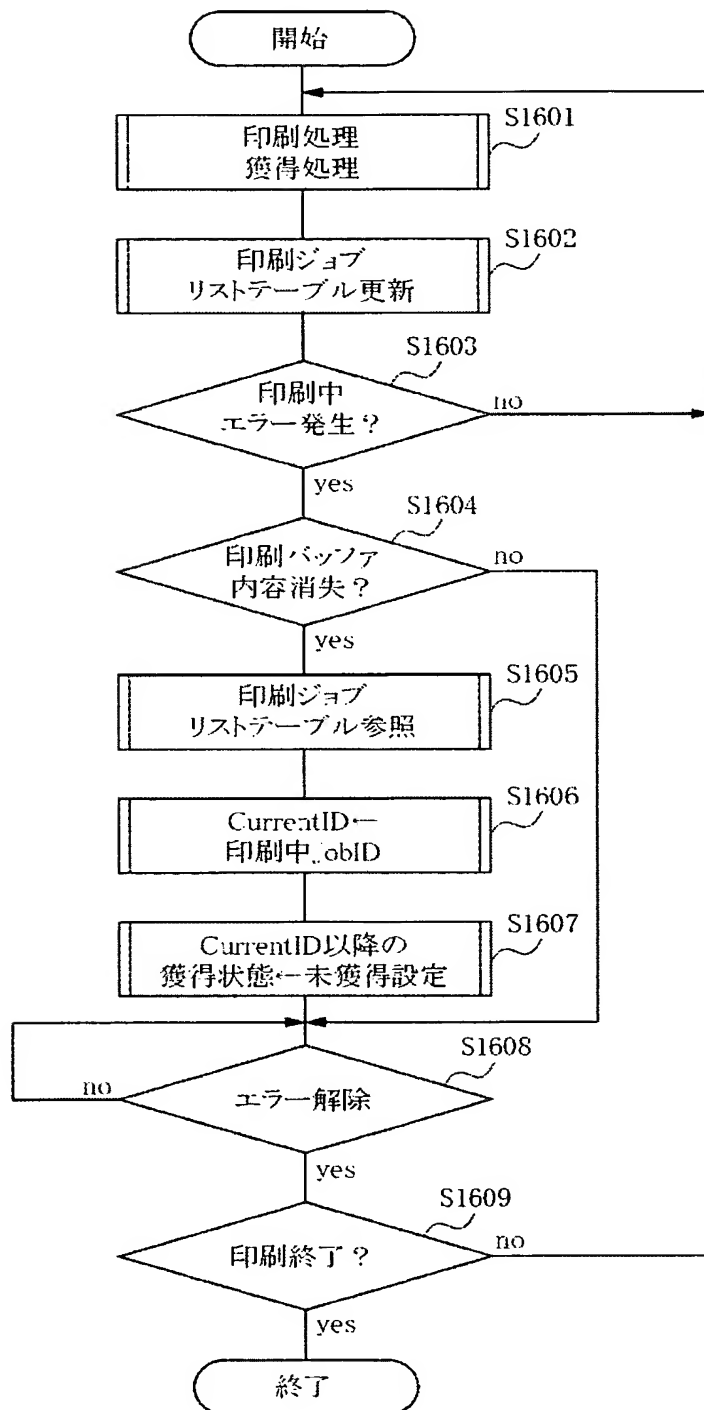 開始
S1601
印刷処理
獲得処理
S1602
印刷ジョブ
リストテーブル更新
S1603
印刷中
エラー発生?
no
yes
S1604
印刷バッファ
内容消失?
no
yes
S1605
印刷ジョブ
リストテーブル参照
S1606
CurrentID←
印刷中JobID
S1607
CurrentID以降の
獲得状態←未獲得設定
S1608
エラー解除
no
yes
S1609
印刷終了?
no
yes
終了